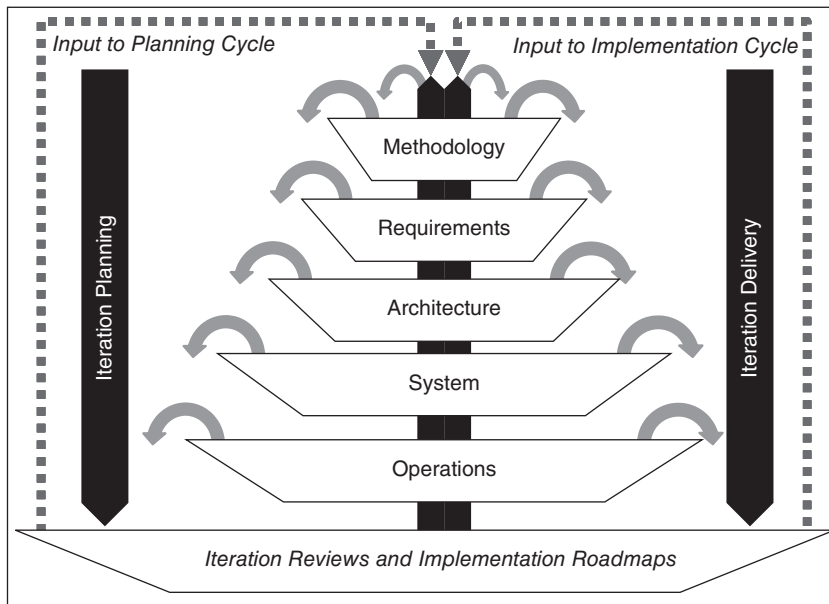 Input to Planning Cycle
Input to Implementation Cycle
Methodology
Requirements
Iteration Planning
Iteration Delivery
Architecture
System
Operations
Iteration Reviews and Implementation Roadmaps